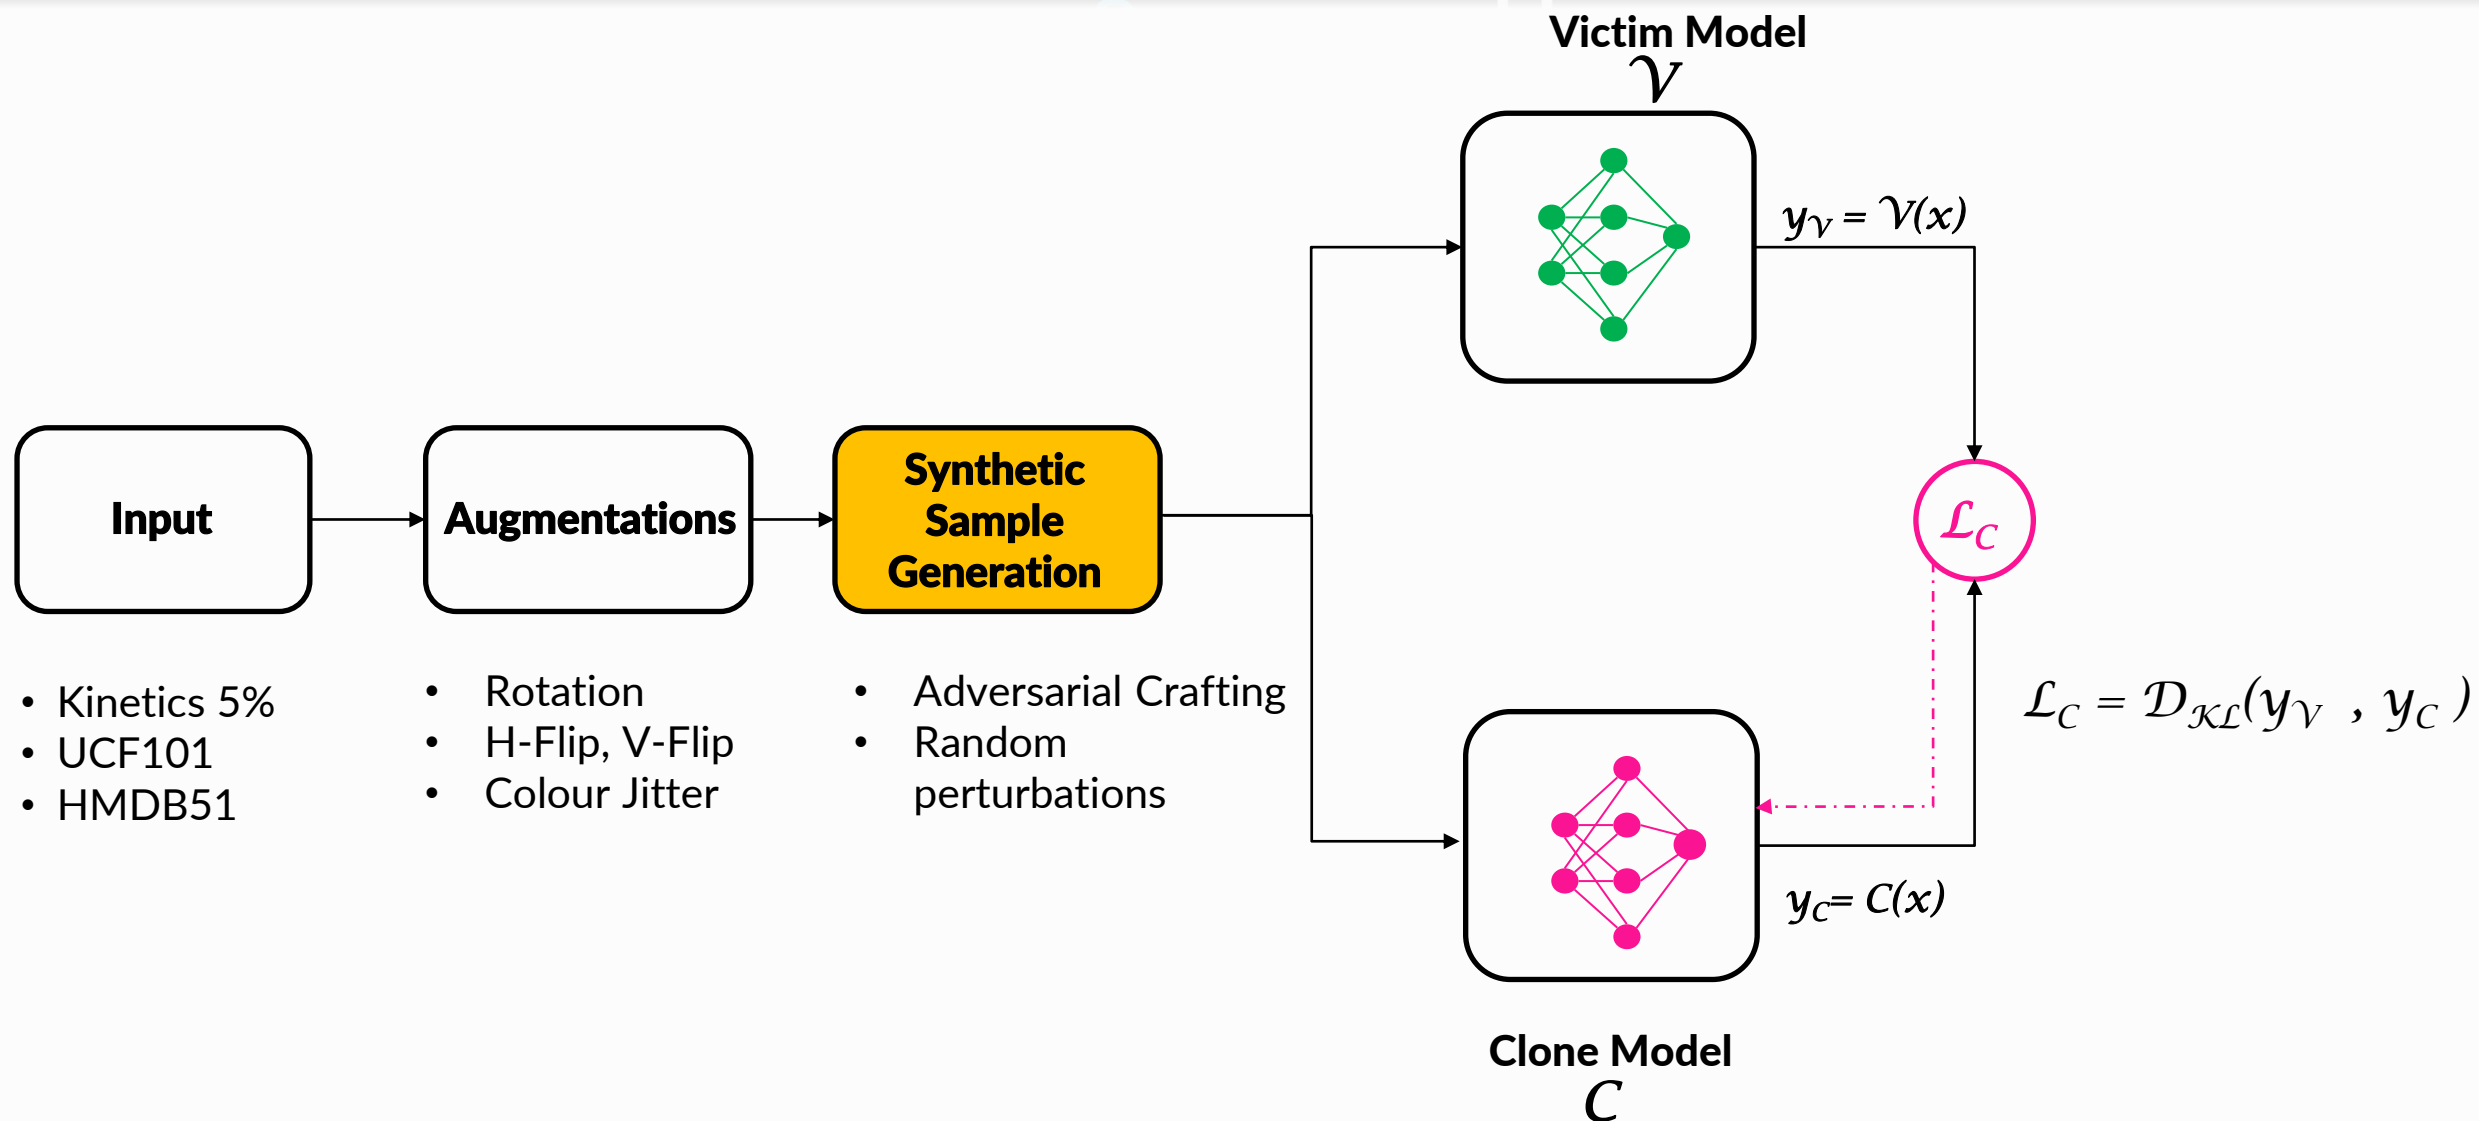 Victim Model
𝒱
y𝒱 = 𝒱(x)
Input
Augmentations
Synthetic
Sample
Generation
ℒC
• Kinetics 5%
• UCF101
• HMDB51
• Rotation
• H-Flip, V-Flip
• Colour Jitter
• Adversarial Crafting
• Random
perturbations
ℒC = 𝒟𝒦ℒ(y𝒱 , yC )
yC= C(x)
Clone Model
C